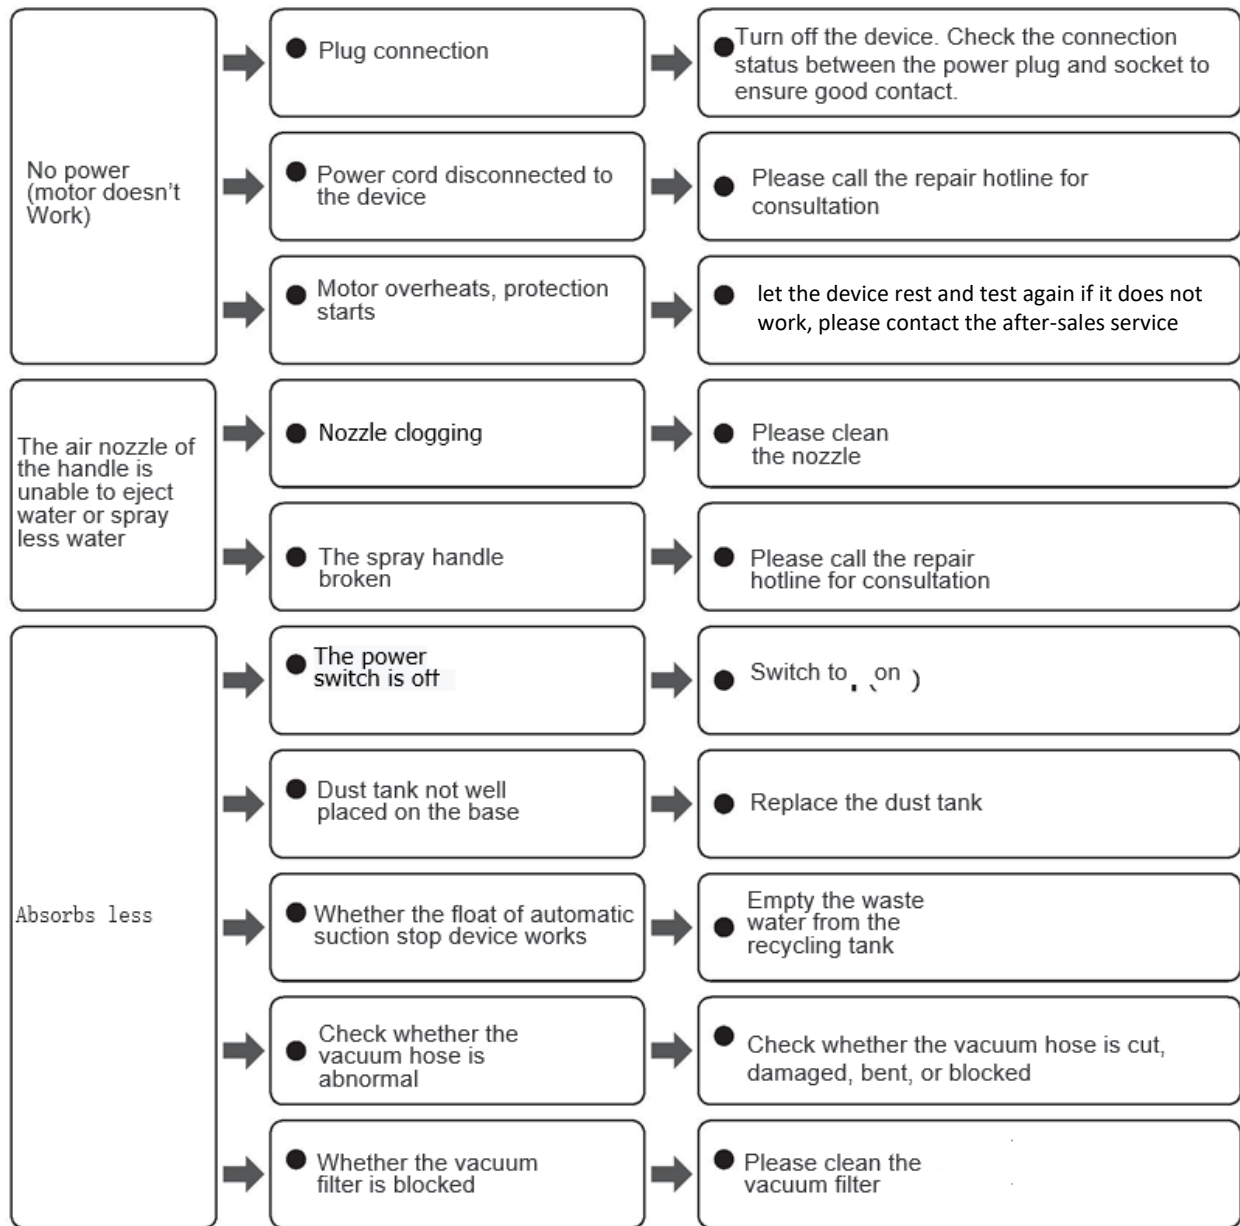 No power
(motor doesn't
Work)
Plug connection
Turn off the device. Check the connection
status between the power plug and socket to
ensure good contact.
Power cord disconnected to
the device
Please call the repair hotline for
consultation
Motor overheats, protection
starts
let the device rest and test again if it does not
work, please contact the after-sales service
The air nozzle of
the handle is
unable to eject
water or spray
less water
Nozzle clogging
Please clean
the nozzle
The spray handle
broken
Please call the repair
hotline for consultation
Absorbs less
The power
switch is off
Switch to (on)
Dust tank not well
placed on the base
Replace the dust tank
Whether the float of automatic
suction stop device works
Empty the waste
water from the
recycling tank
Check whether the
vacuum hose is
abnormal
Check whether the vacuum hose is cut,
damaged, bent, or blocked
Whether the vacuum
filter is blocked
Please clean the
vacuum filter